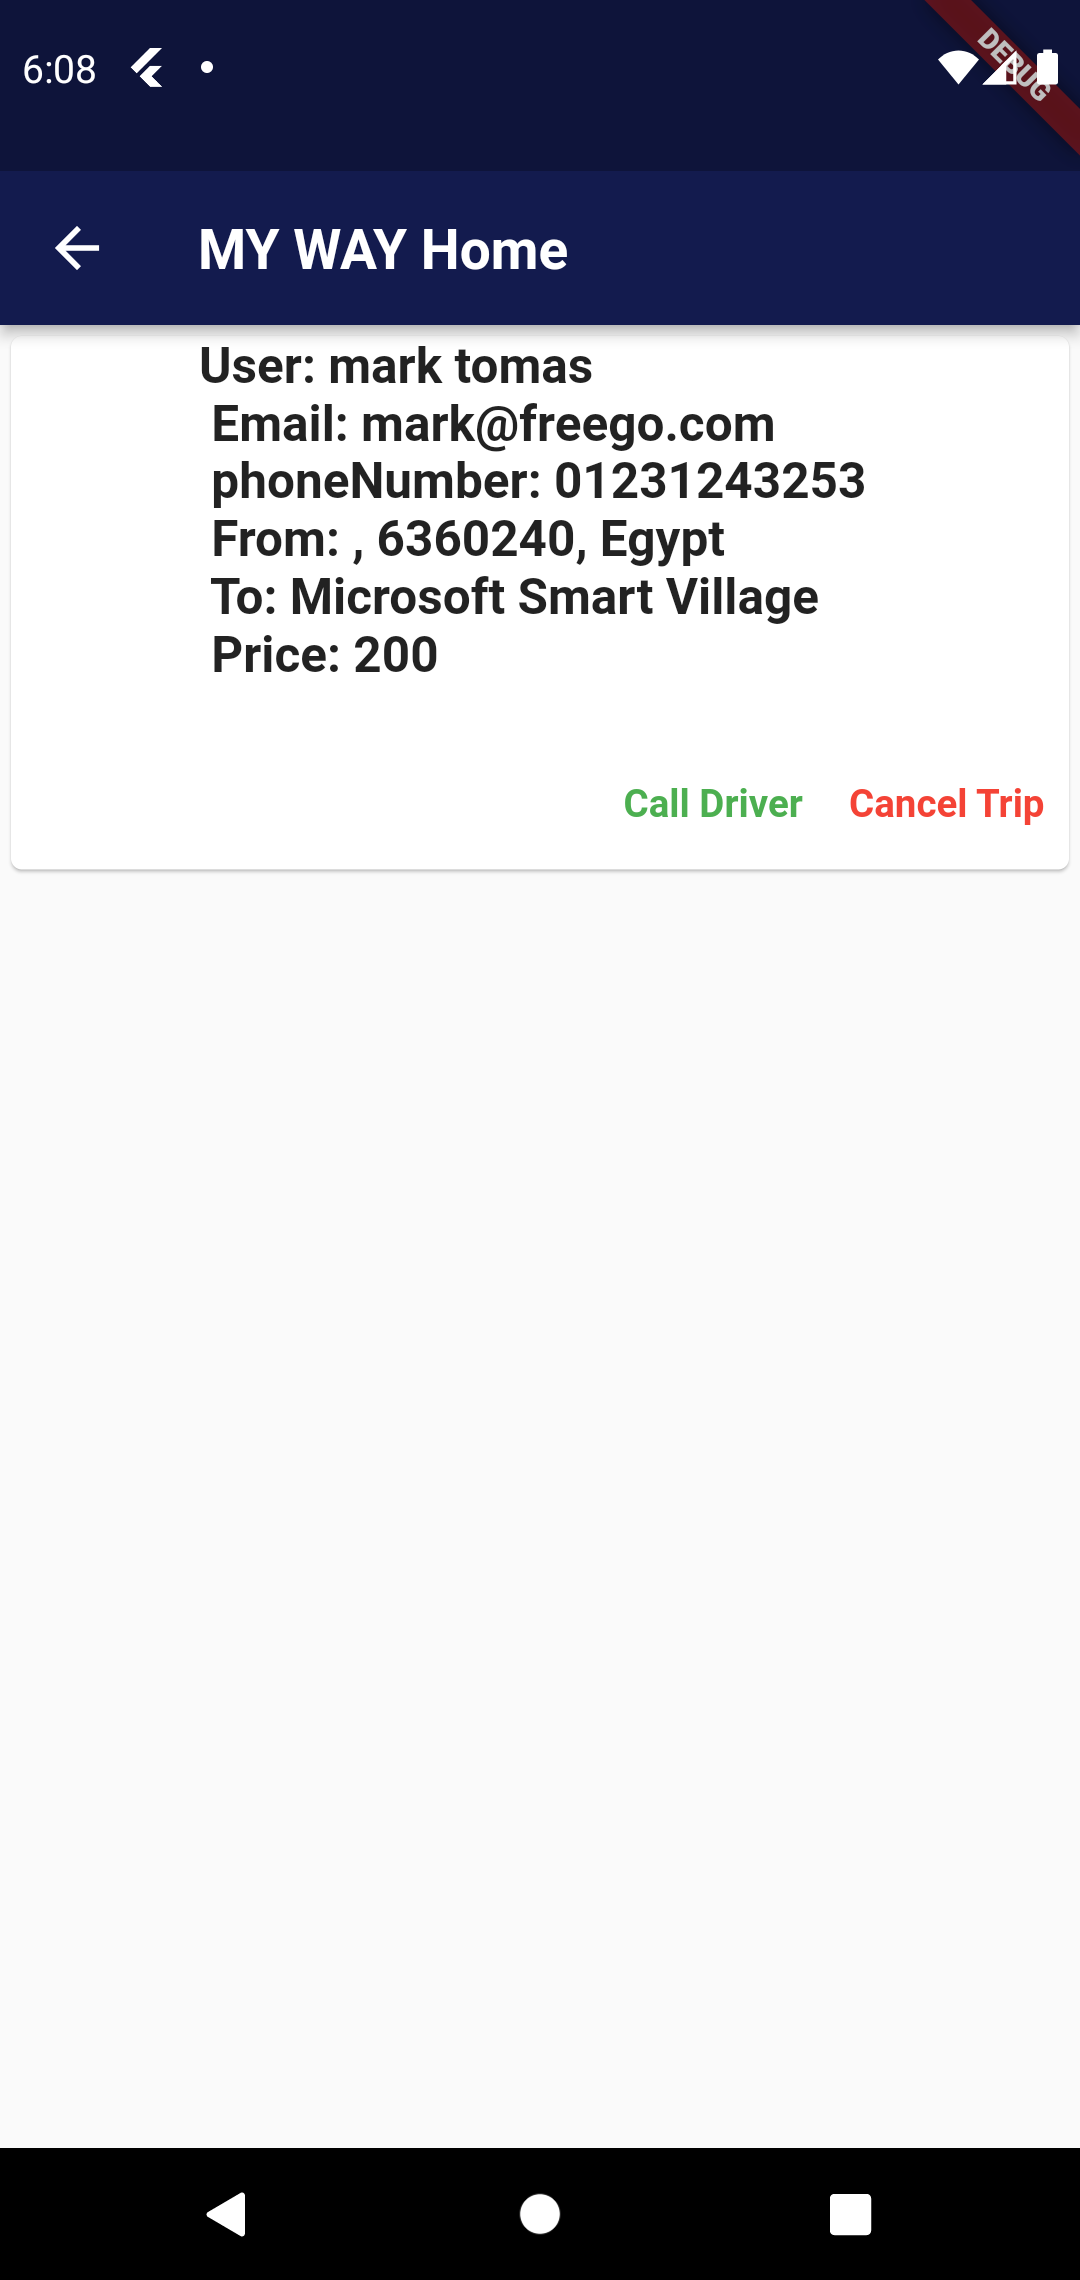 6:08
DEBUG
MY WAY Home
User: mark tomas
Email: mark@freego.com
phoneNumber: 01231243253
From: , 6360240, Egypt
To: Microsoft Smart Village
Price: 200
Call Driver Cancel Trip